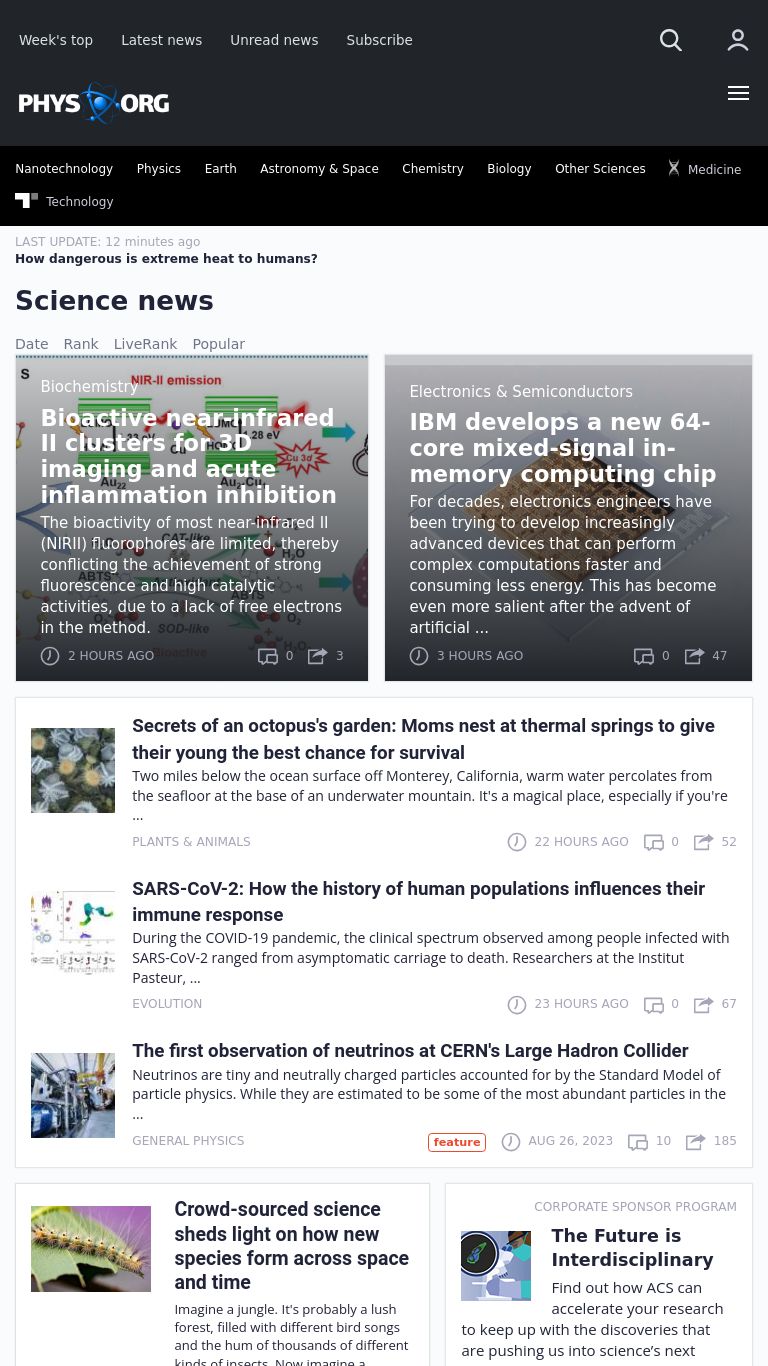 Week's top Latest news Unread news Subscribe
PHYS ORG
Nanotechnology Physics Earth Astronomy & Space Chemistry Biology Other Sciences Medicine
Technology
LAST UPDATE: 12 minutes ago
How dangerous is extreme heat to humans?
Science news
Date Rank LiveRank Popular
S
NIR-II emission
Biochemistry
Bioactive near-infrared
II clusters for 3D
imaging and acute
inflammation inhibition
The bioactivity of most near-infrared II
(NIRII) fluorophores are limited, thereby
conflicting the achievement of strong
fluorescence and high catalytic
activities, due to a lack of free electrons
in the method.
2 HOURS AGO 0 3
Electronics & Semiconductors
IBM develops a new 64-
core mixed-signal in-
memory computing chip
For decades, electronics engineers have
been trying to develop increasingly
advanced devices that can perform
complex computations faster and
consuming less energy. This has become
even more salient after the advent of
artificial ...
3 HOURS AGO 0 47
Secrets of an octopus's garden: Moms nest at thermal springs to give
their young the best chance for survival
Two miles below the ocean surface off Monterey, California, warm water percolates from
the seafloor at the base of an underwater mountain. It's a magical place, especially if you're
...
PLANTS & ANIMALS 22 HOURS AGO 0 52
SARS-CoV-2: How the history of human populations influences their
immune response
During the COVID-19 pandemic, the clinical spectrum observed among people infected with
SARS-CoV-2 ranged from asymptomatic carriage to death. Researchers at the Institut
Pasteur, ...
EVOLUTION 23 HOURS AGO 0 67
The first observation of neutrinos at CERN's Large Hadron Collider
Neutrinos are tiny and neutrally charged particles accounted for by the Standard Model of
particle physics. While they are estimated to be some of the most abundant particles in the
...
GENERAL PHYSICS feature AUG 26, 2023 10 185
Crowd-sourced science
sheds light on how new
species form across space
and time
Imagine a jungle. It's probably a lush
forest, filled with different bird songs
and the hum of thousands of different
kinds of insects. Now imagine a
CORPORATE SPONSOR PROGRAM
The Future is
Interdisciplinary
Find out how ACS can
accelerate your research
to keep up with the discoveries that
are pushing us into science’s next